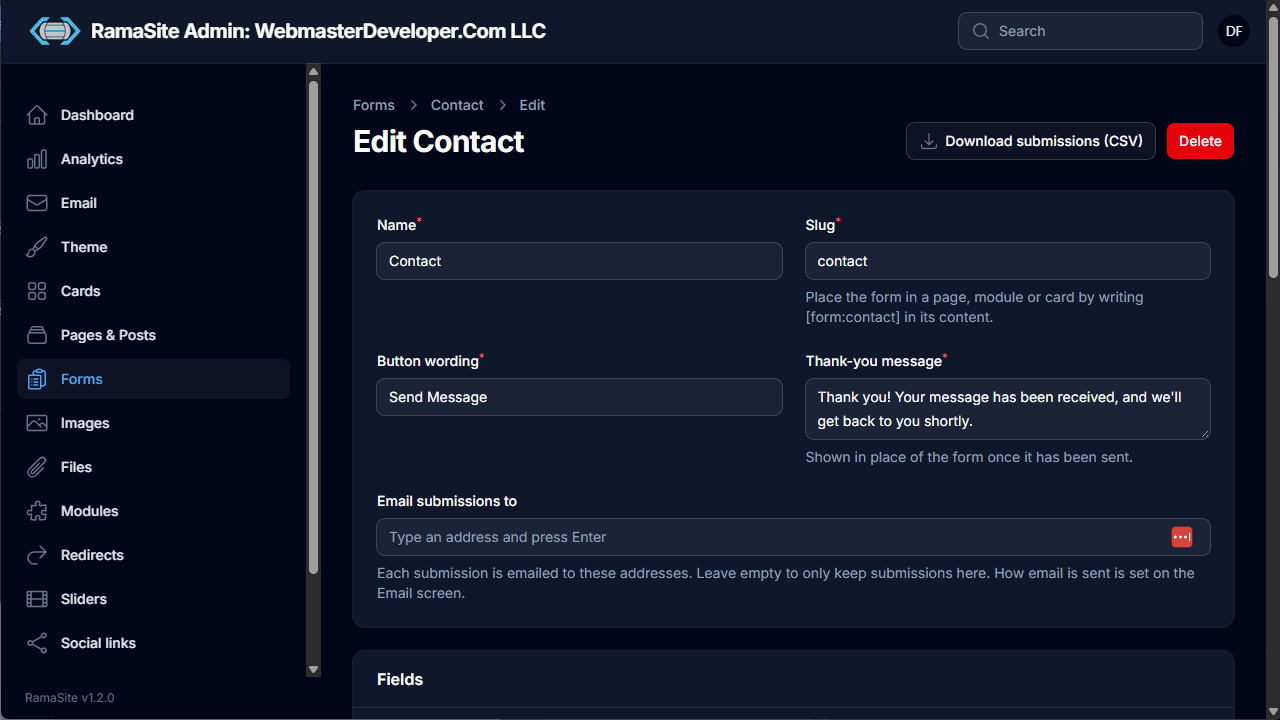 RamaSite Admin: WebmasterDeveloper.Com LLC
Search
DF
Dashboard
Analytics
Email
Theme
Cards
Pages & Posts
Forms
Images
Files
Modules
Redirects
Sliders
Social links
RamaSite v1.2.0
Forms > Contact > Edit
Edit Contact
Download submissions (CSV)
Delete
Name*
Contact
Slug*
contact
Place the form in a page, module or card by writing
[form:contact] in its content.
Button wording*
Send Message
Thank-you message*
Thank you! Your message has been received, and we'll
get back to you shortly.
Shown in place of the form once it has been sent.
Email submissions to
Type an address and press Enter
Each submission is emailed to these addresses. Leave empty to only keep submissions here. How email is sent is set on the
Email screen.
Fields